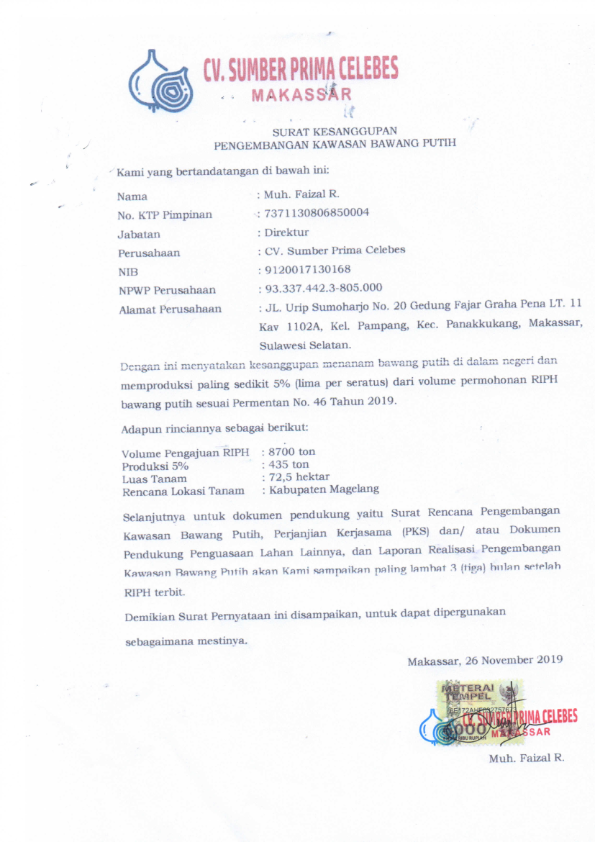 CV. SUMBER PRIMA CELEBES
MAKASSAR
SURAT KESANGGUPAN
PENGEMBANGAN KAWASAN BAWANG PUTIH
Kami yang bertandatangan di bawah ini:
Nama : Muh. Faizal R.
No. KTP Pimpinan : 7371130806850004
Jabatan : Direktur
Perusahaan : CV. Sumber Prima Celebes
NIB : 9120017130168
NPWP Perusahaan : 93.337.442.3-805.000
Alamat Perusahaan : JL. Urip Sumoharjo No. 20 Gedung Fajar Graha Pena LT. 11
Kav 1102A, Kel. Pampang, Kec. Panakkukang, Makassar,
Sulawesi Selatan.
Dengan ini menyatakan kesanggupan menanam bawang putih di dalam negeri dan
memproduksi paling sedikit 5% (lima per seratus) dari volume permohonan RIPH
bawang putih sesuai Permentan No. 46 Tahun 2019.
Adapun rinciannya sebagai berikut:
Volume Pengajuan RIPH : 8700 ton
Produksi 5% : 435 ton
Luas Tanam : 72,5 hektar
Rencana Lokasi Tanam : Kabupaten Magelang
Selanjutnya untuk dokumen pendukung yaitu Surat Rencana Pengembangan
Kawasan Bawang Putih, Perjanjian Kerjasama (PKS) dan/ atau Dokumen
Pendukung Penguasaan Lahan Lainnya, dan Laporan Realisasi Pengembangan
Kawasan Bawang Putih akan Kami sampaikan paling lambat 3 (tiga) bulan setelah
RIPH terbit.
Demikian Surat Pernyataan ini disampaikan, untuk dapat dipergunakan
sebagaimana mestinya.
Makassar, 26 November 2019
METERAI
TEMPEL
CV. SUMBER PRIMA CELEBES
6000
MAKASSAR
Muh. Faizal R.